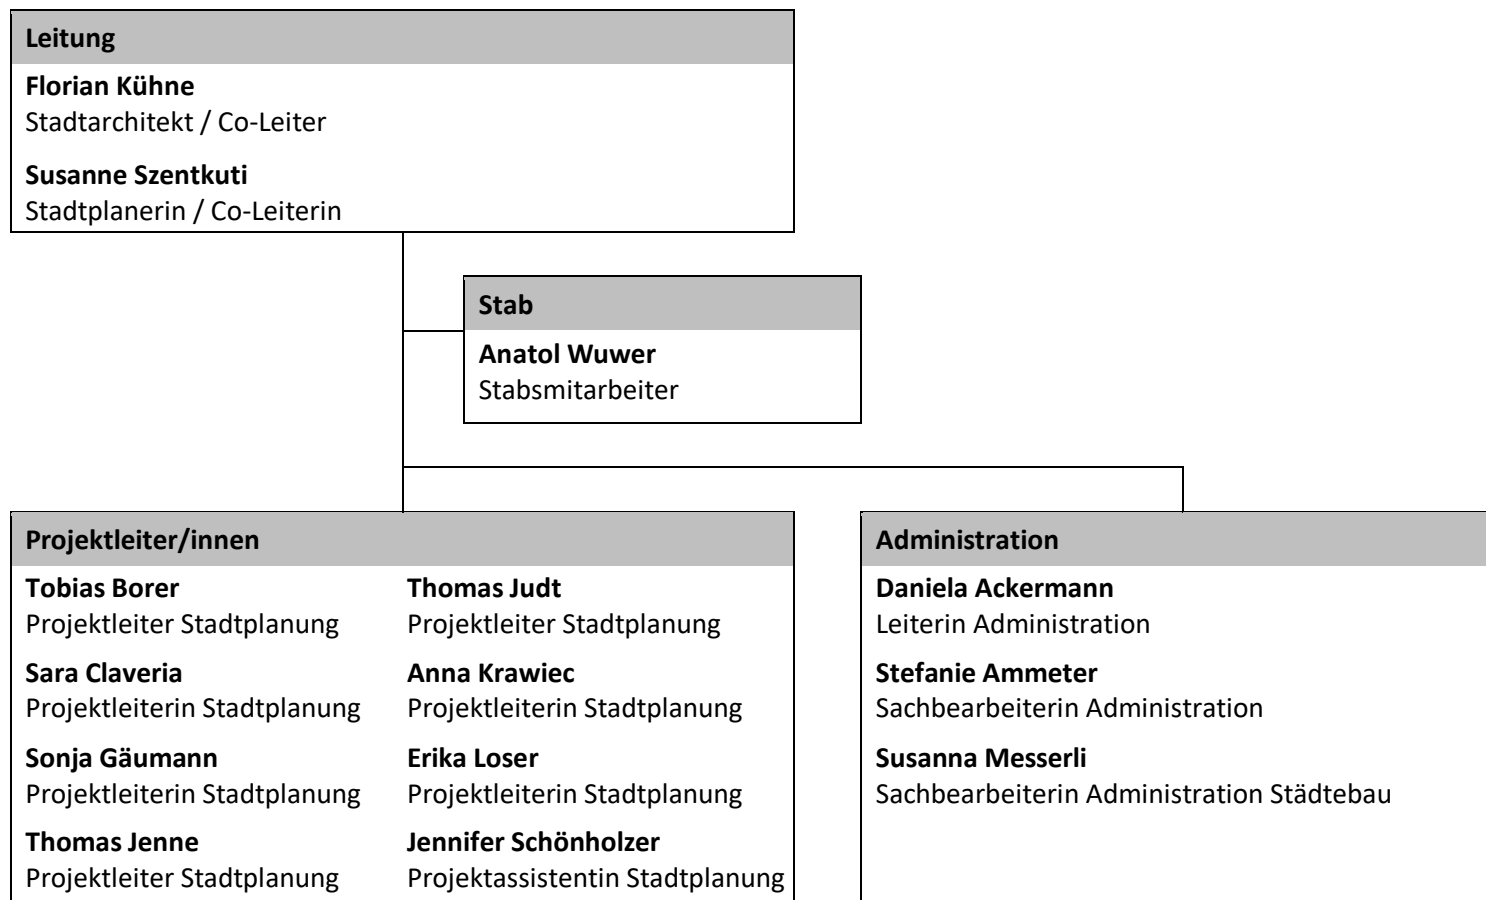 Leitung
Florian Kühne
Stadtarchitekt / Co-Leiter
Susanne Szentkuti
Stadtplanerin / Co-Leiterin
Stab
Anatol Wuwer
Stabsmitarbeiter
Projektleiter/innen
Tobias Borer
Projektleiter Stadtplanung
Sara Claveria
Projektleiterin Stadtplanung
Sonja Gäumann
Projektleiterin Stadtplanung
Thomas Jenne
Projektleiter Stadtplanung
Thomas Judt
Projektleiter Stadtplanung
Anna Krawiec
Projektleiterin Stadtplanung
Erika Loser
Projektleiterin Stadtplanung
Jennifer Schönholzer
Projektassistentin Stadtplanung
Administration
Daniela Ackermann
Leiterin Administration
Stefanie Ammeter
Sachbearbeiterin Administration
Susanna Messerli
Sachbearbeiterin Administration Städtebau